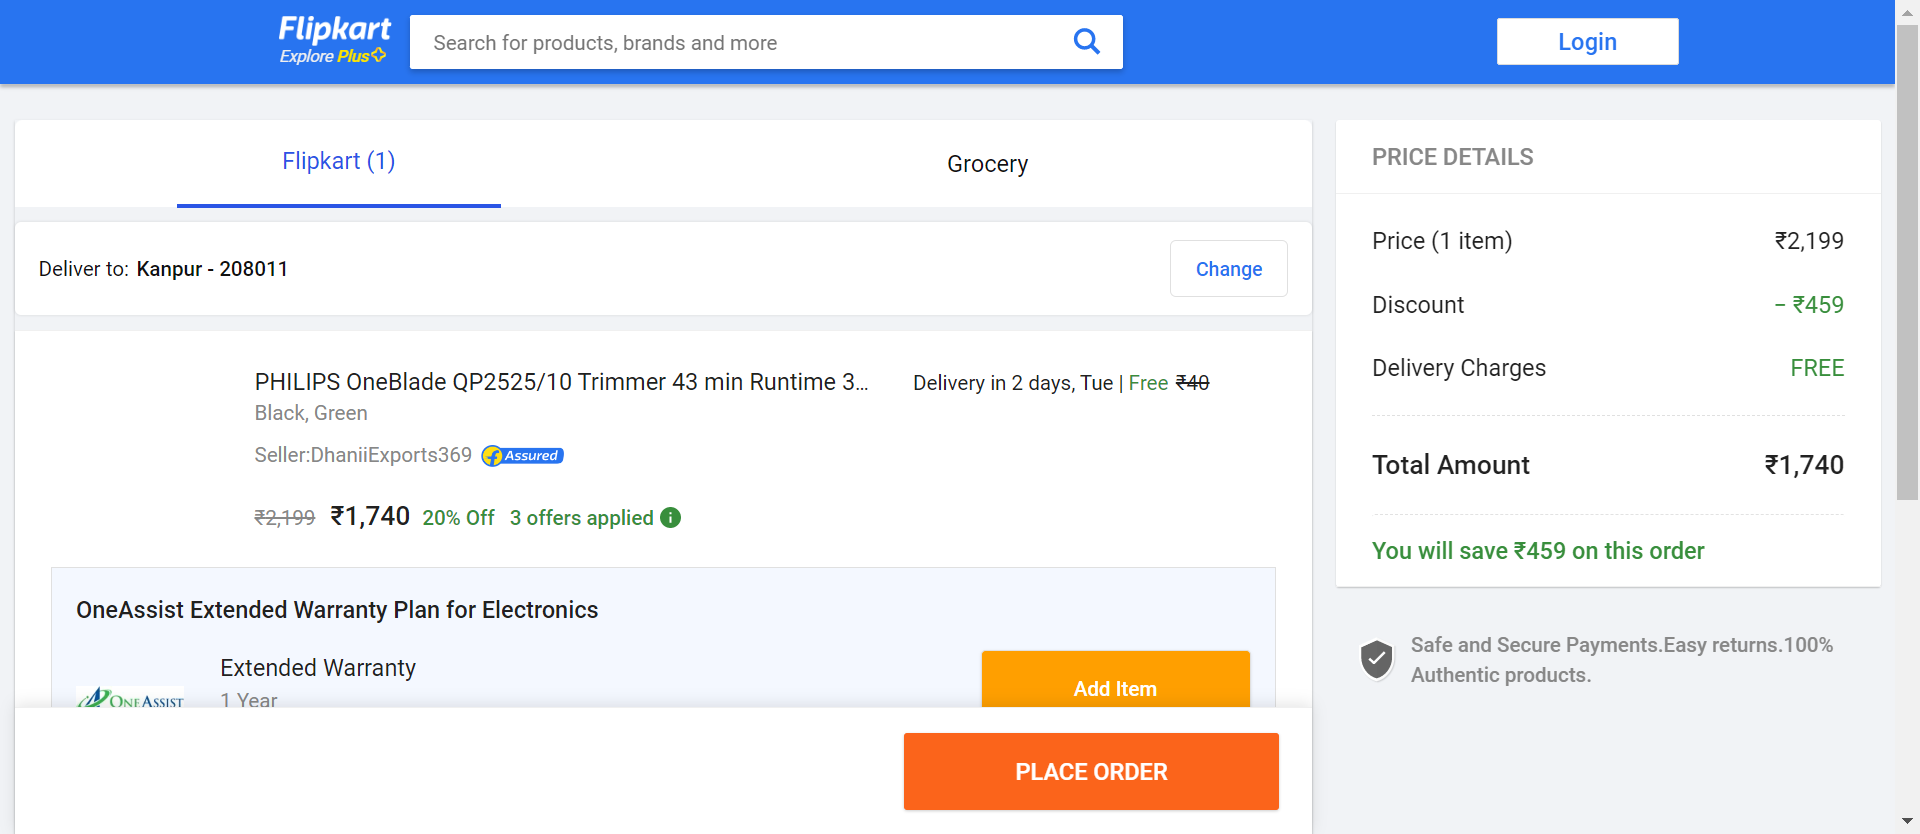 Flipkart
Explore Plus
Search for products, brands and more
Login
Flipkart (1)
Grocery
Deliver to: Kanpur - 208011
Change
PHILIPS OneBlade QP2525/10 Trimmer 43 min Runtime 3...
Delivery in 2 days, Tue | Free ₹40
Black, Green
Seller:DhaniiExports369
f Assured
₹2,199 ₹1,740 20% Off 3 offers applied i
OneAssist Extended Warranty Plan for Electronics
Extended Warranty
1 Year
ONEASSIST
Add Item
PLACE ORDER
PRICE DETAILS
Price (1 item) ₹2,199
Discount − ₹459
Delivery Charges FREE
Total Amount ₹1,740
You will save ₹459 on this order
Safe and Secure Payments.Easy returns.100%
Authentic products.